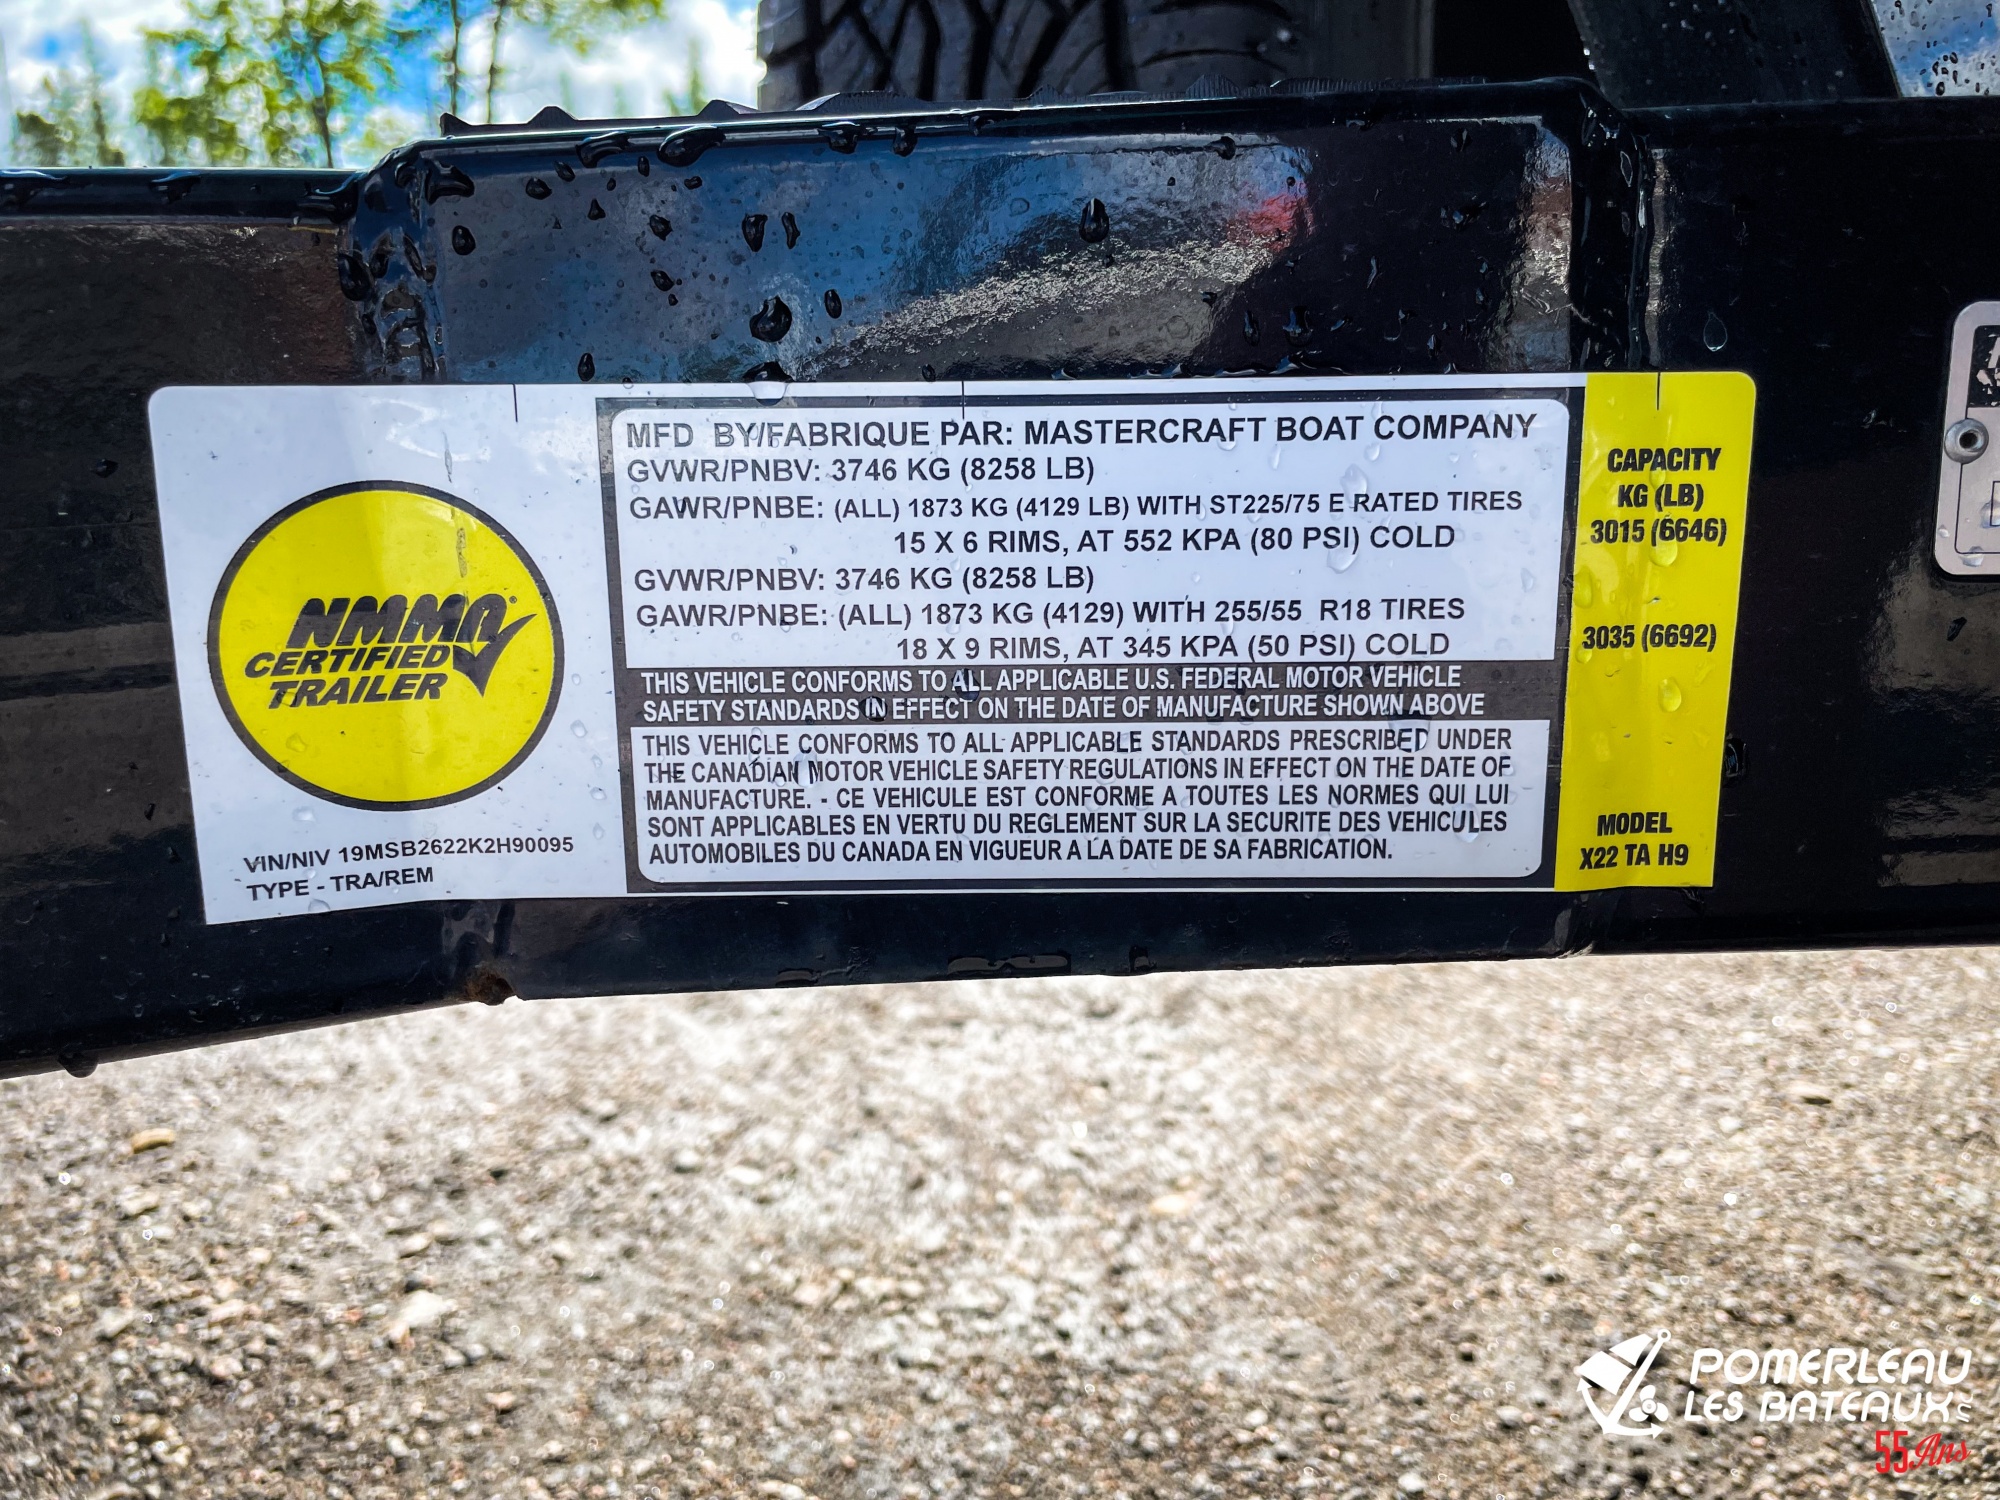 MFD BY/FABRIQUE PAR: MASTERCRAFT BOAT COMPANY
GVWR/PNBV: 3746 KG (8258 LB)
GAWR/PNBE: (ALL) 1873 KG (4129 LB) WITH ST225/75 E RATED TIRES
15 X 6 RIMS, AT 552 KPA (80 PSI) COLD
GVWR/PNBV: 3746 KG (8258 LB)
GAWR/PNBE: (ALL) 1873 KG (4129) WITH 255/55 R18 TIRES
18 X 9 RIMS, AT 345 KPA (50 PSI) COLD
THIS VEHICLE CONFORMS TO ALL APPLICABLE U.S. FEDERAL MOTOR VEHICLE
SAFETY STANDARDS IN EFFECT ON THE DATE OF MANUFACTURE SHOWN ABOVE
THIS VEHICLE CONFORMS TO ALL APPLICABLE STANDARDS PRESCRIBED UNDER
THE CANADIAN MOTOR VEHICLE SAFETY REGULATIONS IN EFFECT ON THE DATE OF
MANUFACTURE. - CE VEHICULE EST CONFORME A TOUTES LES NORMES QUI LUI
SONT APPLICABLES EN VERTU DU REGLEMENT SUR LA SECURITE DES VEHICULES
AUTOMOBILES DU CANADA EN VIGUEUR A LA DATE DE SA FABRICATION.
NMMA®
CERTIFIED
TRAILER
VIN/NIV 19MSB2622K2H90095
TYPE - TRA/REM
CAPACITY
KG (LB)
3015 (6646)
3035 (6692)
MODEL
X22 TA H9
POMERLEAU
LES BATEAUX INC
55 Ans